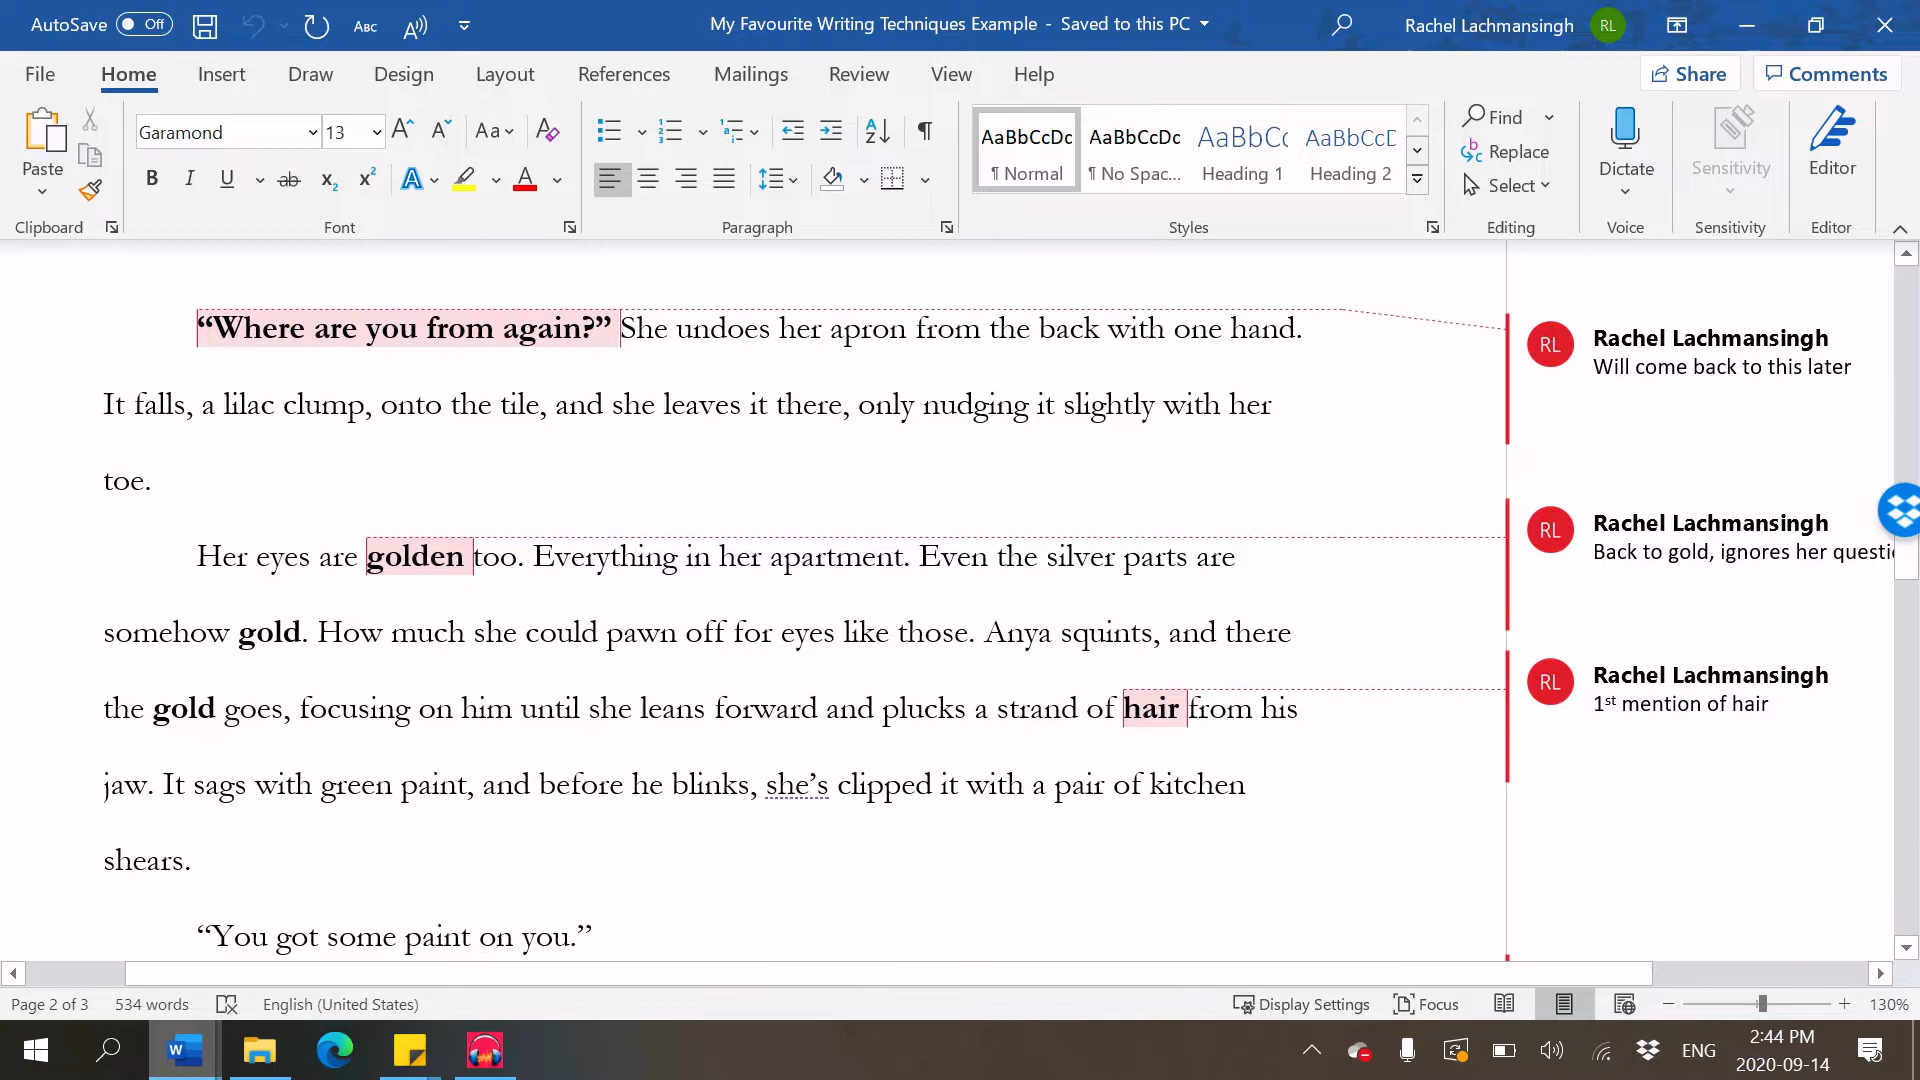 AutoSave Off
ABC
My Favourite Writing Techniques Example - Saved to this PC
Rachel Lachmansingh RL
File Home Insert Draw Design Layout References Mailings Review View Help
Share Comments
Paste
Clipboard
Garamond 13
Aa
B I U ab x₂ x² A A
Font
Paragraph
AaBbCcDc AaBbCcDc AaBbCc AaBbCcD
¶ Normal ¶ No Spac... Heading 1 Heading 2
Styles
Find
Replace
Select
Editing
Dictate
Voice
Sensitivity
Sensitivity
Editor
Editor
“Where are you from again?” She undoes her apron from the back with one hand.
It falls, a lilac clump, onto the tile, and she leaves it there, only nudging it slightly with her
toe.
Her eyes are golden too. Everything in her apartment. Even the silver parts are
somehow gold. How much she could pawn off for eyes like those. Anya squints, and there
the gold goes, focusing on him until she leans forward and plucks a strand of hair from his
jaw. It sags with green paint, and before he blinks, she’s clipped it with a pair of kitchen
shears.
“You got some paint on you.”
RL Rachel Lachmansingh
Will come back to this later
RL Rachel Lachmansingh
Back to gold, ignores her questi
RL Rachel Lachmansingh
1st mention of hair
Page 2 of 3 534 words English (United States)
Display Settings Focus 130%
ENG
2:44 PM
2020-09-14